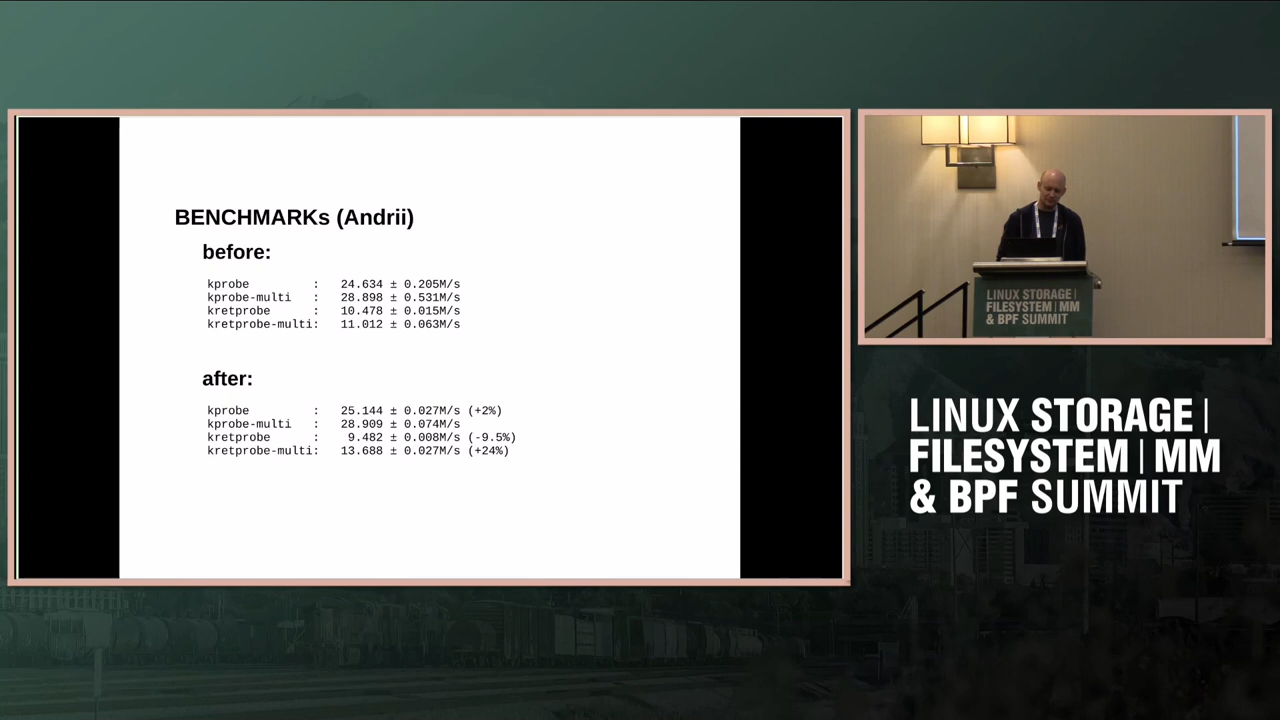 BENCHMARKs (Andrii)
before:
kprobe : 24.634 ± 0.205M/s
kprobe-multi : 28.898 ± 0.531M/s
kretprobe : 10.478 ± 0.015M/s
kretprobe-multi: 11.012 ± 0.063M/s
after:
kprobe : 25.144 ± 0.027M/s (+2%)
kprobe-multi : 28.909 ± 0.074M/s
kretprobe : 9.482 ± 0.008M/s (-9.5%)
kretprobe-multi: 13.688 ± 0.027M/s (+24%)
LINUX STORAGE |
FILESYSTEM | MM
& BPF SUMMIT
LINUX STORAGE |
FILESYSTEM | MM
& BPF SUMMIT